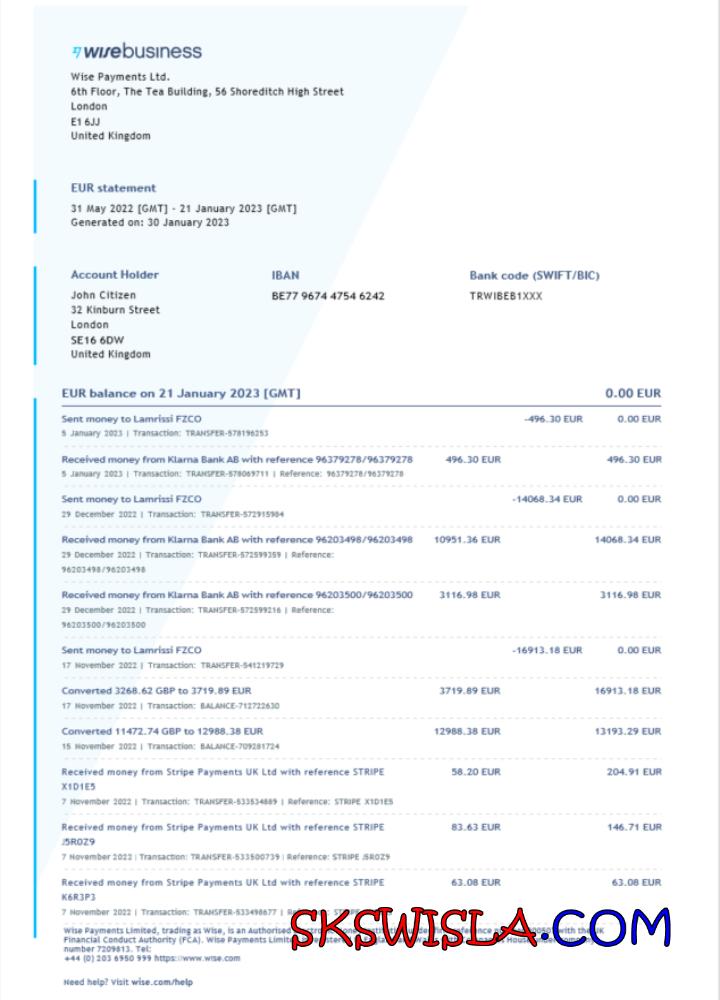 wisebusiness
Wise Payments Ltd.
6th Floor, The Tea Building, 56 Shoreditch High Street
London
E1 6JJ
United Kingdom
EUR statement
31 May 2022 [GMT] - 21 January 2023 [GMT]
Generated on: 30 January 2023
Account Holder IBAN Bank code (SWIFT/BIC)
John Citizen BE77 9674 4754 6242 TRWIBEB1XXX
32 Kinburn Street
London
SE16 6DW
United Kingdom
EUR balance on 21 January 2023 [GMT] 0.00 EUR
Sent money to Lamrissi FZCO -496.30 EUR 0.00 EUR
5 January 2023 | Transaction: TRANSFER-578196253
Received money from Klarna Bank AB with reference 96379278/96379278 496.30 EUR 496.30 EUR
5 January 2023 | Transaction: TRANSFER-578069711 | Reference: 96379278/96379278
Sent money to Lamrissi FZCO -14068.34 EUR 0.00 EUR
29 December 2022 | Transaction: TRANSFER-572915984
Received money from Klarna Bank AB with reference 96203498/96203498 10951.36 EUR 14068.34 EUR
29 December 2022 | Transaction: TRANSFER-572599359 | Reference:
96203498/96203498
Received money from Klarna Bank AB with reference 96203500/96203500 3116.98 EUR 3116.98 EUR
29 December 2022 | Transaction: TRANSFER-572599216 | Reference:
96203500/96203500
Sent money to Lamrissi FZCO -16913.18 EUR 0.00 EUR
17 November 2022 | Transaction: TRANSFER-541219729
Converted 3268.62 GBP to 3719.89 EUR 3719.89 EUR 16913.18 EUR
17 November 2022 | Transaction: BALANCE-712722630
Converted 11472.74 GBP to 12988.38 EUR 12988.38 EUR 13193.29 EUR
15 November 2022 | Transaction: BALANCE-709281724
Received money from Stripe Payments UK Ltd with reference STRIPE 58.20 EUR 204.91 EUR
X1D1E5
7 November 2022 | Transaction: TRANSFER-533534889 | Reference: STRIPE X1D1E5
Received money from Stripe Payments UK Ltd with reference STRIPE 83.63 EUR 146.71 EUR
J5R0Z9
7 November 2022 | Transaction: TRANSFER-533500739 | Reference: STRIPE J5R0Z9
Received money from Stripe Payments UK Ltd with reference STRIPE 63.08 EUR 63.08 EUR
K6R3P3
7 November 2022 | Transaction: TRANSFER-533498677 |
SKSWISLA.COM
Wise Payments Limited, trading as Wise, is an Authorised with the UK
Financial Conduct Authority (FCA). Wise Payments
number 7209813. Tel:
+44 (0) 203 6950 999 https://www.wise.com
Need help? Visit wise.com/help